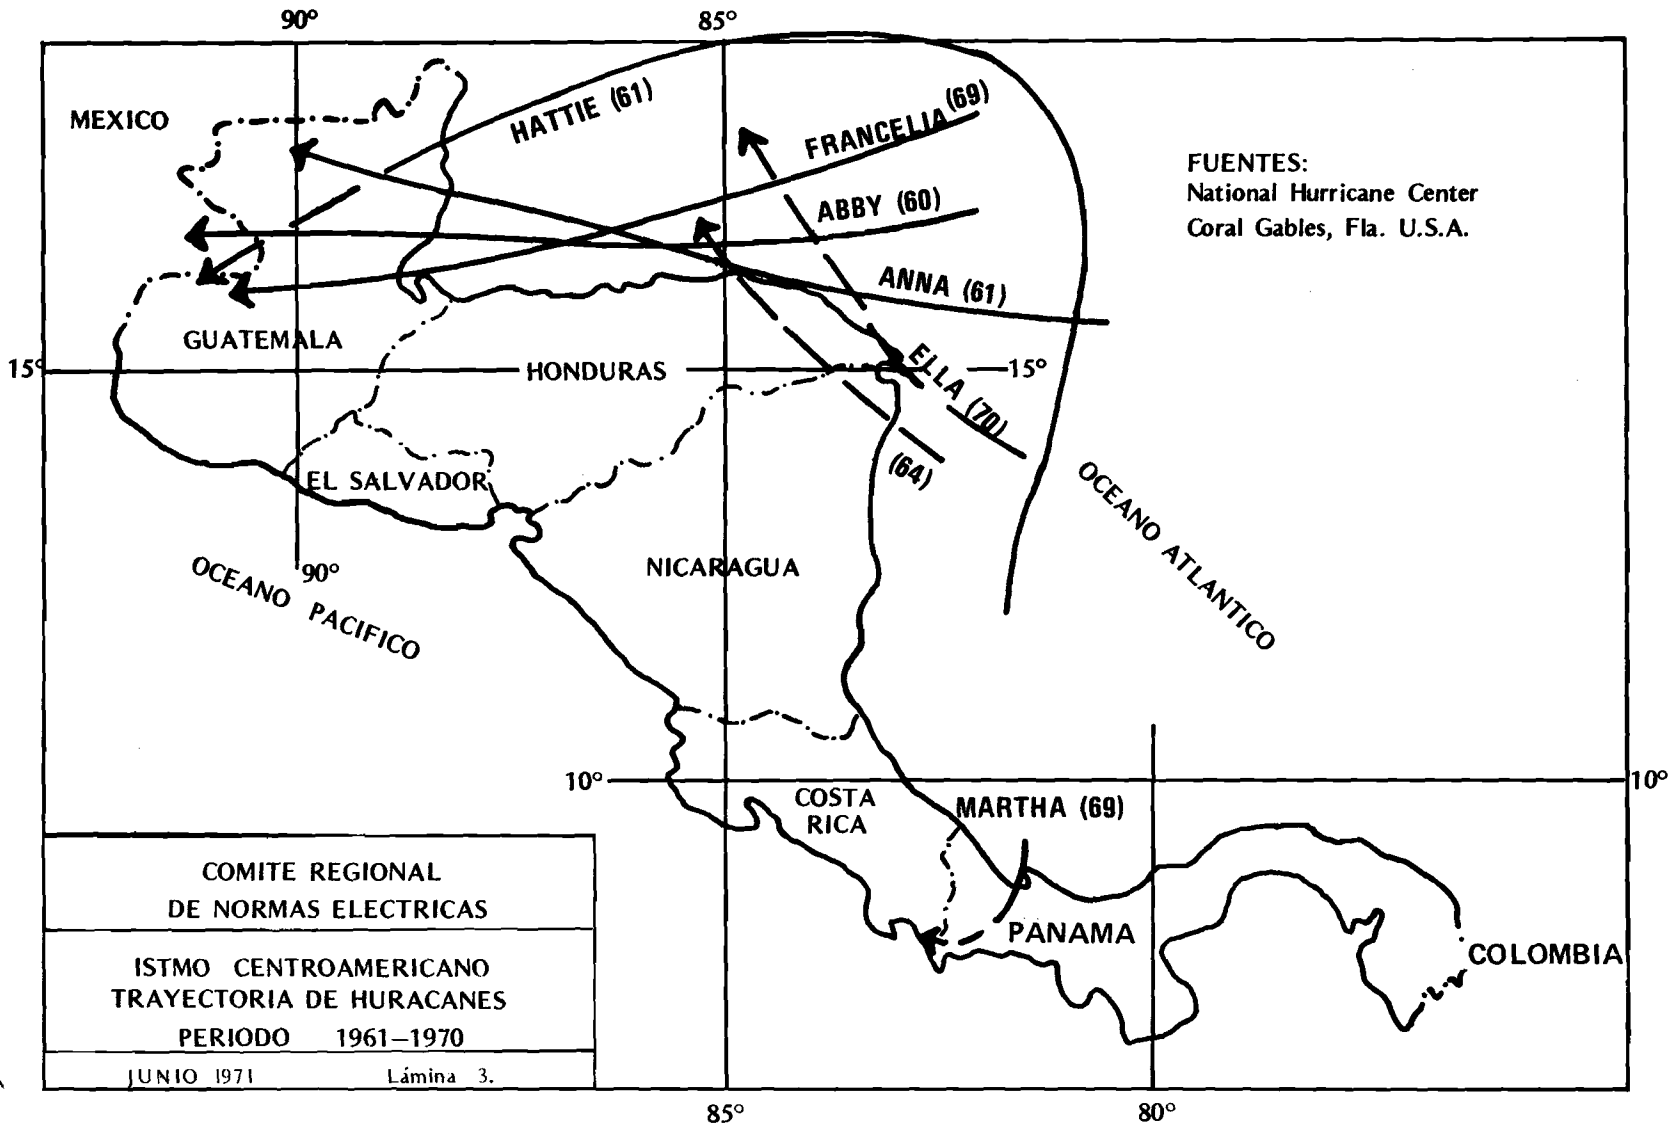 90°
85°
MEXICO
HATTIE (61)
FRANCELIA (69)
ABBY (60)
ANNA (61)
FUENTES:
National Hurricane Center
Coral Gables, Fla. U.S.A.
GUATEMALA
15°
HONDURAS
15°
ELLA (70)
(64)
EL SALVADOR
OCEANO ATLANTICO
90°
OCEANO PACIFICO
NICARAGUA
10°
10°
COSTA
RICA
MARTHA (69)
PANAMA
COLOMBIA
COMITE REGIONAL
DE NORMAS ELECTRICAS
ISTMO CENTROAMERICANO
TRAYECTORIA DE HURACANES
PERIODO 1961-1970
JUNIO 1971 Lámina 3.
85°
80°